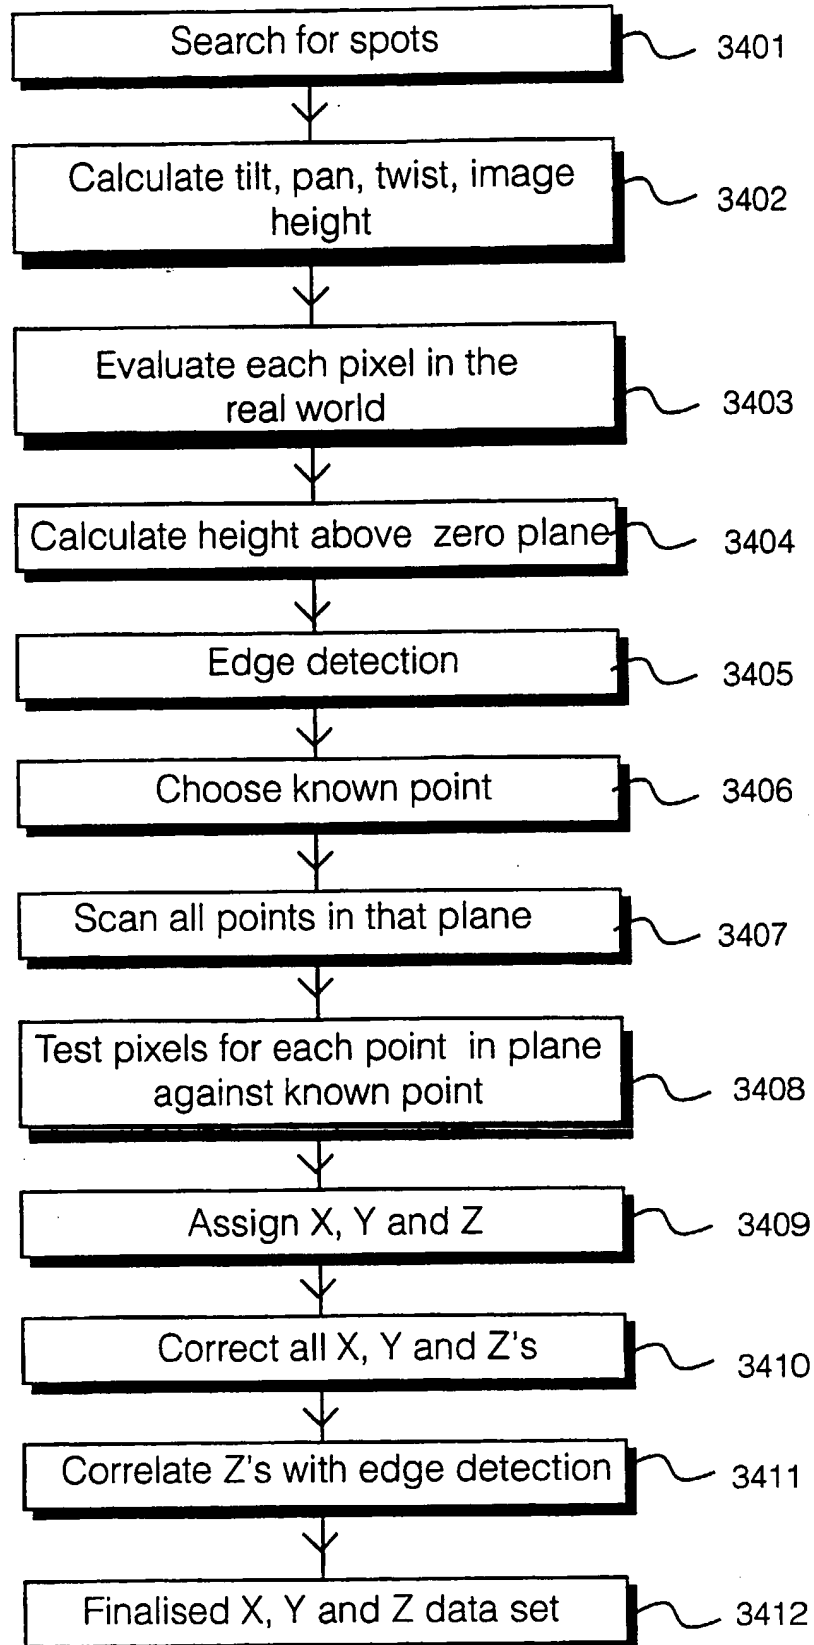 Search for spots
3401
Calculate tilt, pan, twist, image
height
3402
Evaluate each pixel in the
real world
3403
Calculate height above zero plane
3404
Edge detection
3405
Choose known point
3406
Scan all points in that plane
3407
Test pixels for each point in plane
against known point
3408
Assign X, Y and Z
3409
Correct all X, Y and Z's
3410
Correlate Z's with edge detection
3411
Finalised X, Y and Z data set
3412